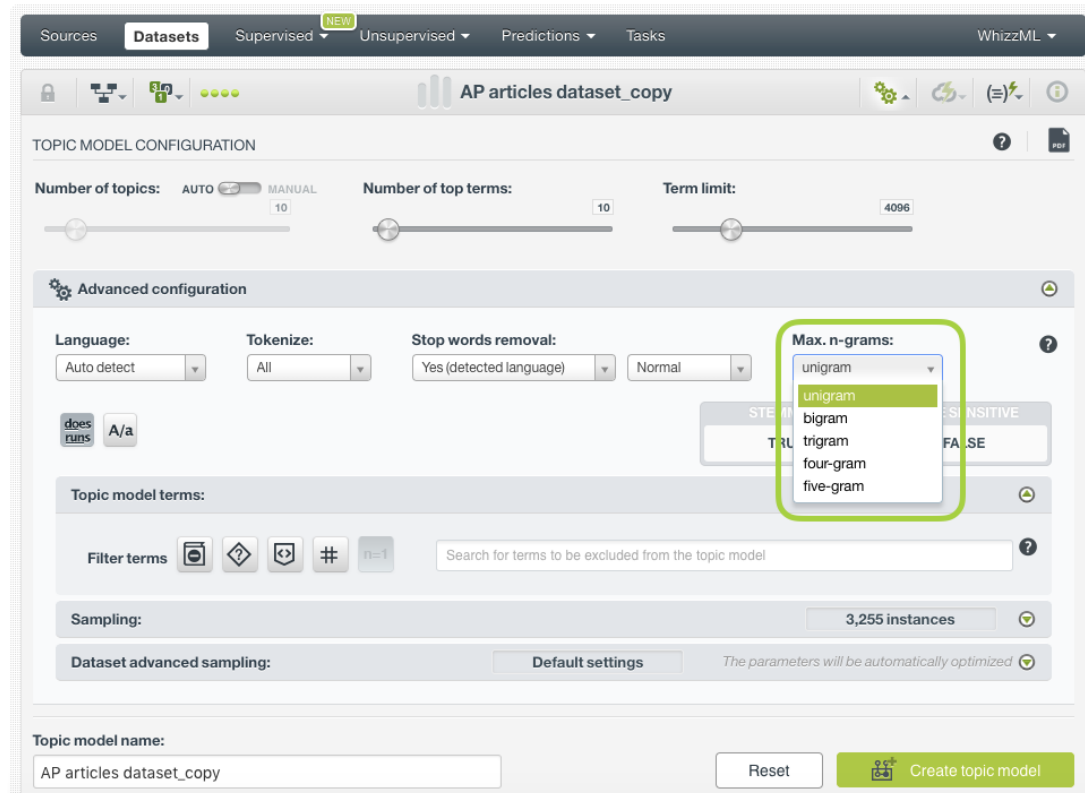 NEW
Sources Datasets Supervised Unsupervised Predictions Tasks WhizzML
AP articles dataset_copy
TOPIC MODEL CONFIGURATION
PDF
Number of topics: AUTO MANUAL Number of top terms: Term limit:
10 10 4096
Advanced configuration
Language: Tokenize: Stop words removal: Max. n-grams:
Auto detect All Yes (detected language) Normal unigram
unigram
bigram
trigram
four-gram
five-gram
does
runs
A/a
FALSE
Topic model terms:
Filter terms # n=1 Search for terms to be excluded from the topic model
Sampling: 3,255 instances
Dataset advanced sampling: Default settings The parameters will be automatically optimized
Topic model name:
AP articles dataset_copy Reset Create topic model